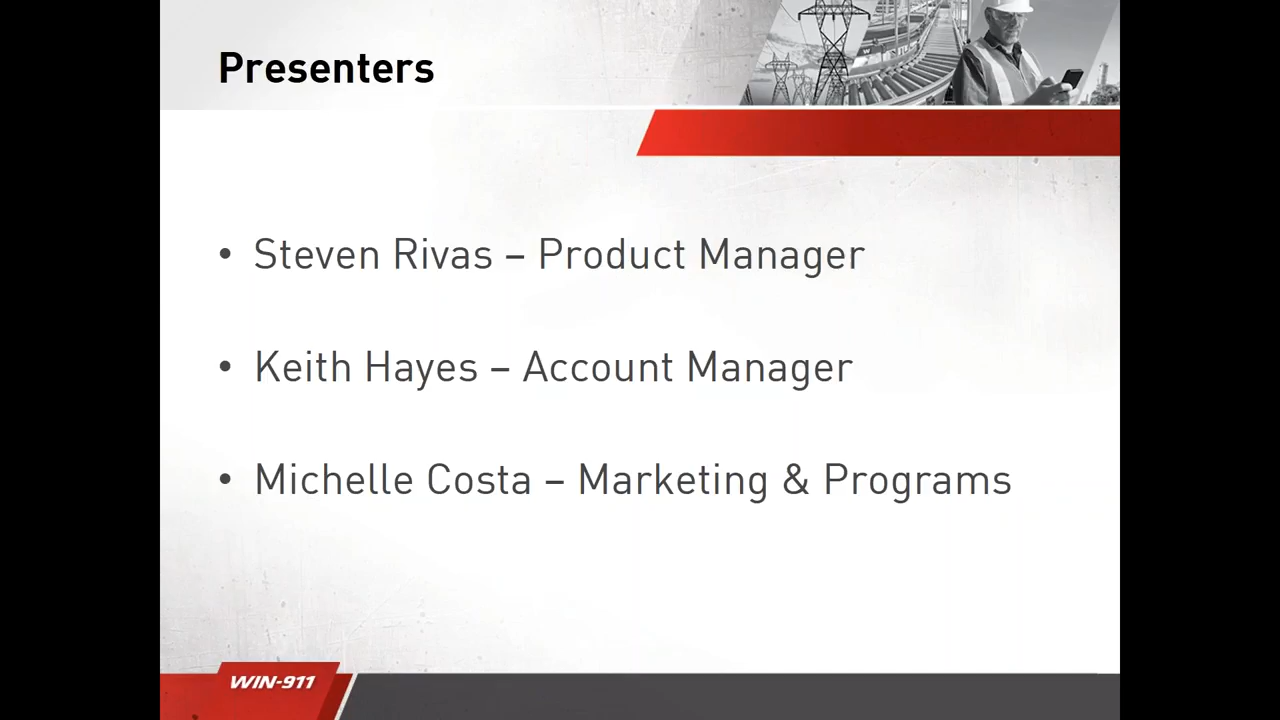 Presenters
• Steven Rivas – Product Manager
• Keith Hayes – Account Manager
• Michelle Costa – Marketing & Programs
WIN-911